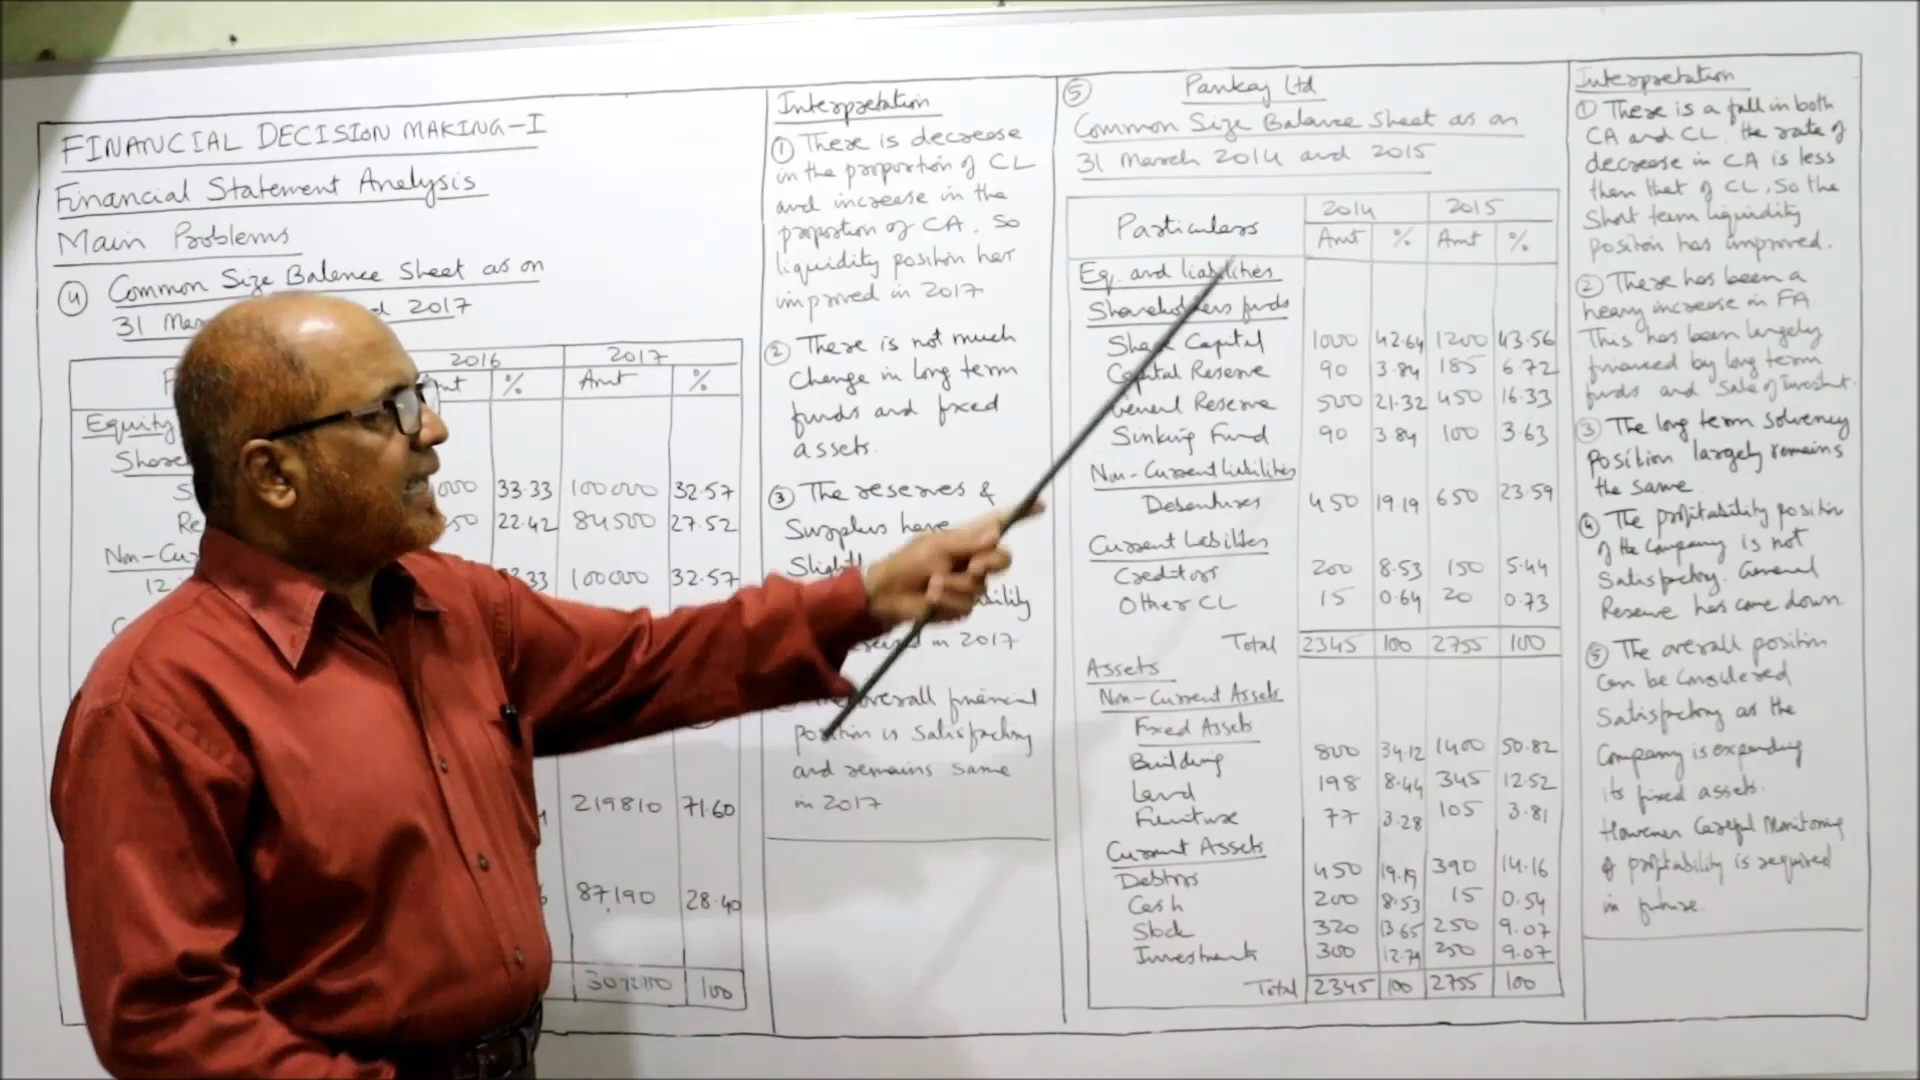 FINANCIAL DECISION MAKING-I
Financial Statement Analysis
Main Problems
④ Common Size Balance Sheet as on
31 Mar d 2017
2016 2017
Amt % Amt %
Equity
Share
000 33.33 100000 32.57
Re 50 22.42 84500 27.52
Non-Cu
12 33 100000 32.57
219810 71.60
87,190 28.40
100
Interpretation
① There is decrease
in the proportion of CL
and increase in the
proportion of CA. So
liquidity position has
improved in 2017
② There is not much
Change in long term
funds and fixed
assets.
③ The reserves &
Surplus have
Slightl
bility
in 2017
overall financial
position is Satisfactory
and remains same
in 2017
⑤ Pankaj Ltd
Common Size Balance Sheet as on
31 March 2014 and 2015
Particulars 2014 2015
Amt % Amt %
Eq. and liabilities
Shareholders funds
Share Capital 1000 42.64 1200 43.56
Capital Reserve 90 3.84 185 6.72
General Reserve 500 21.32 450 16.33
Sinking Fund 90 3.84 100 3.63
Non-Current liabilities
Debentures 450 19.19 650 23.59
Current liabilities
Creditors 200 8.53 150 5.44
Other CL 15 0.64 20 0.73
Total 2345 100 2755 100
Assets
Non-Current Assets
Fixed Assets
Building 800 34.12 1400 50.82
Land 198 8.44 345 12.52
Furniture 77 3.28 105 3.81
Current Assets
Debtors 450 19.19 390 14.16
Cash 200 8.53 15 0.54
Stock 320 13.65 250 9.07
Investments 300 12.79 250 9.07
Total 2345 100 2755 100
Interpretation
① There is a fall in both
CA and CL. The rate of
decrease in CA is less
than that of CL. So the
Short term liquidity
position has improved.
② There has been a
heavy increase in FA.
This has been largely
financed by long term
funds and Sale of Investmt.
③ The long term solvency
position largely remains
the same
④ The profitability position
of the Company is not
Satisfactory. General
Reserve has come down
⑤ The overall position
Can be Considered
Satisfactory as the
Company is expanding
its fixed assets.
However Careful Monitoring
of profitability is required
in future.